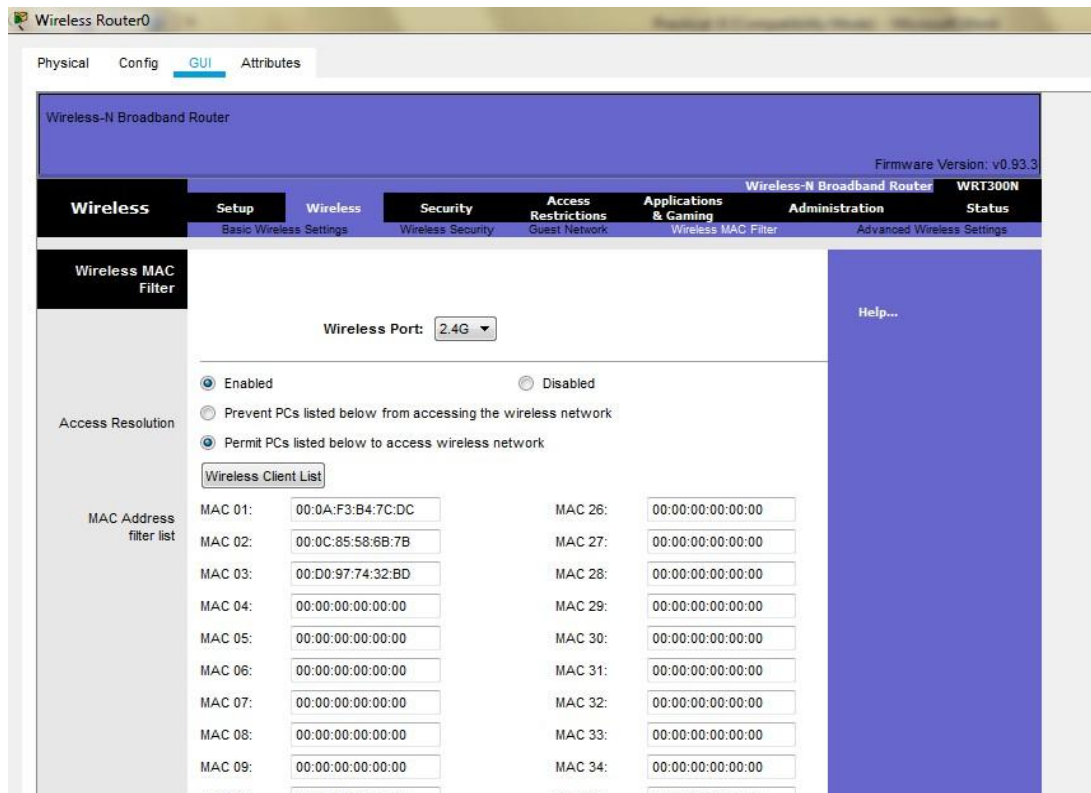 Wireless Router0
Physical Config GUI Attributes
Wireless-N Broadband Router
Firmware Version: v0.93.3
Wireless-N Broadband Router WRT300N
Wireless Setup Wireless Security Access Restrictions Applications & Gaming Administration Status
Basic Wireless Settings Wireless Security Guest Network Wireless MAC Filter Advanced Wireless Settings
Wireless MAC
Filter
Help...
Wireless Port: 2.4G
Enabled Disabled
Access Resolution
Prevent PCs listed below from accessing the wireless network
Permit PCs listed below to access wireless network
Wireless Client List
MAC Address
filter list
MAC 01: 00:0A:F3:B4:7C:DC MAC 26: 00:00:00:00:00:00
MAC 02: 00:0C:85:58:6B:7B MAC 27: 00:00:00:00:00:00
MAC 03: 00:D0:97:74:32:BD MAC 28: 00:00:00:00:00:00
MAC 04: 00:00:00:00:00:00 MAC 29: 00:00:00:00:00:00
MAC 05: 00:00:00:00:00:00 MAC 30: 00:00:00:00:00:00
MAC 06: 00:00:00:00:00:00 MAC 31: 00:00:00:00:00:00
MAC 07: 00:00:00:00:00:00 MAC 32: 00:00:00:00:00:00
MAC 08: 00:00:00:00:00:00 MAC 33: 00:00:00:00:00:00
MAC 09: 00:00:00:00:00:00 MAC 34: 00:00:00:00:00:00